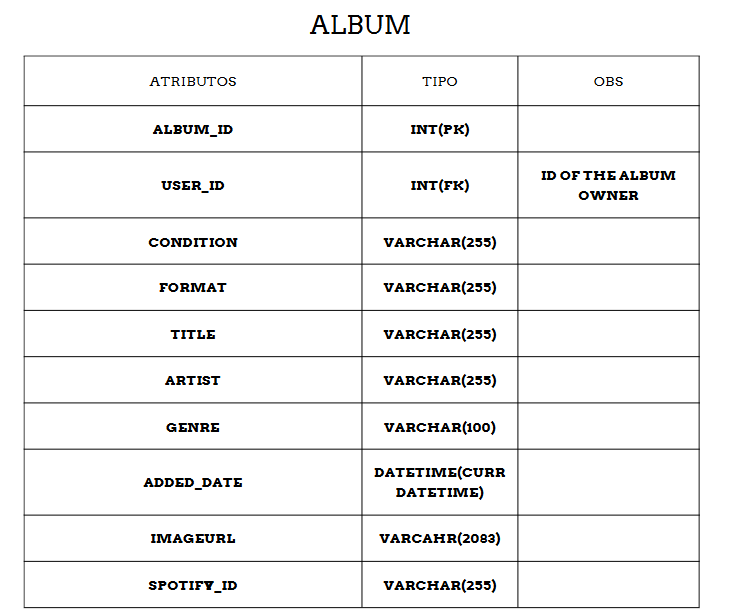 ALBUM
ATRIBUTOS TIPO OBS
ALBUM_ID INT(PK)
USER_ID INT(FK) ID OF THE ALBUM
OWNER
CONDITION VARCHAR(255)
FORMAT VARCHAR(255)
TITLE VARCHAR(255)
ARTIST VARCHAR(255)
GENRE VARCHAR(100)
ADDED_DATE DATETIME(CURR
DATETIME)
IMAGEURL VARCAHR(2083)
SPOTIFY_ID VARCHAR(255)